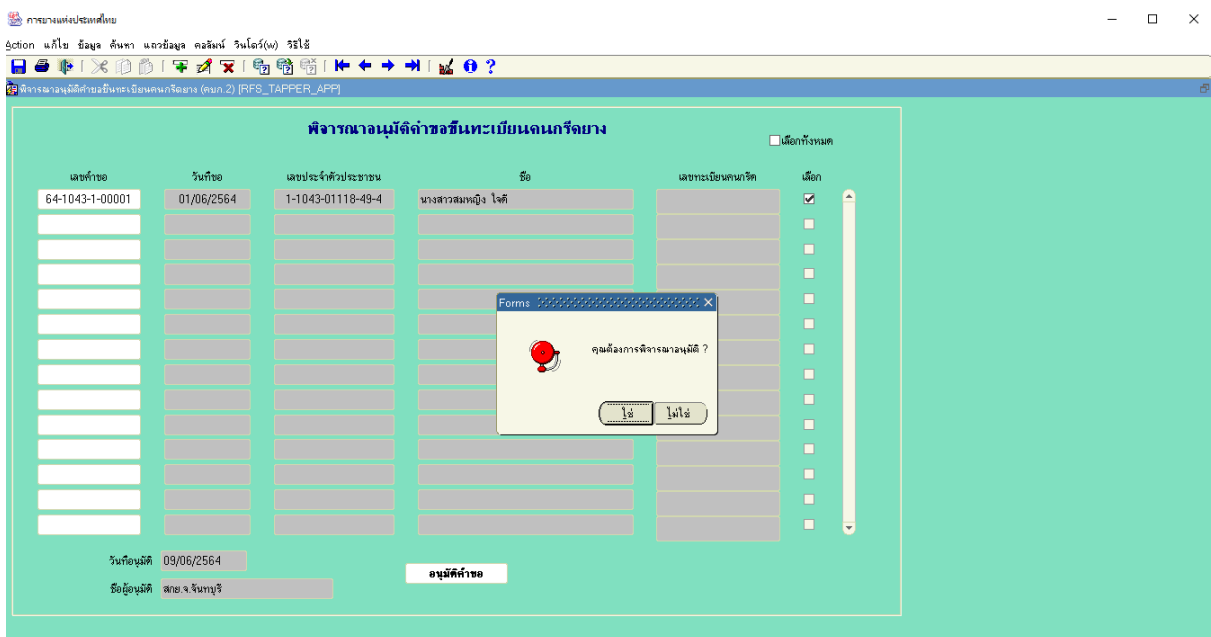 การยางแห่งประเทศไทย
Action แก้ไข ข้อมูล ค้นหา แถวข้อมูล คอลัมน์ วินโดว์(w) วิธีใช้
พิจารณาอนุมัติคำขอขึ้นทะเบียนคนกรีดยาง (คบก.2) [RFS_TAPPER_APP]
พิจารณาอนุมัติคำขอขึ้นทะเบียนคนกรีดยาง
เลือกทั้งหมด
เลขคำขอ วันที่ขอ เลขประจำตัวประชาชน ชื่อ เลขทะเบียนคนกรีด เลือก
64-1043-1-00001 01/06/2564 1-1043-01118-49-4 นางสาวสมหญิง ใจดี
Forms
คุณต้องการพิจารณาอนุมัติ ?
ใช่ ไม่ใช่
วันที่อนุมัติ 09/06/2564
อนุมัติคำขอ
ชื่อผู้อนุมัติ สกย.จ.จันทบุรี